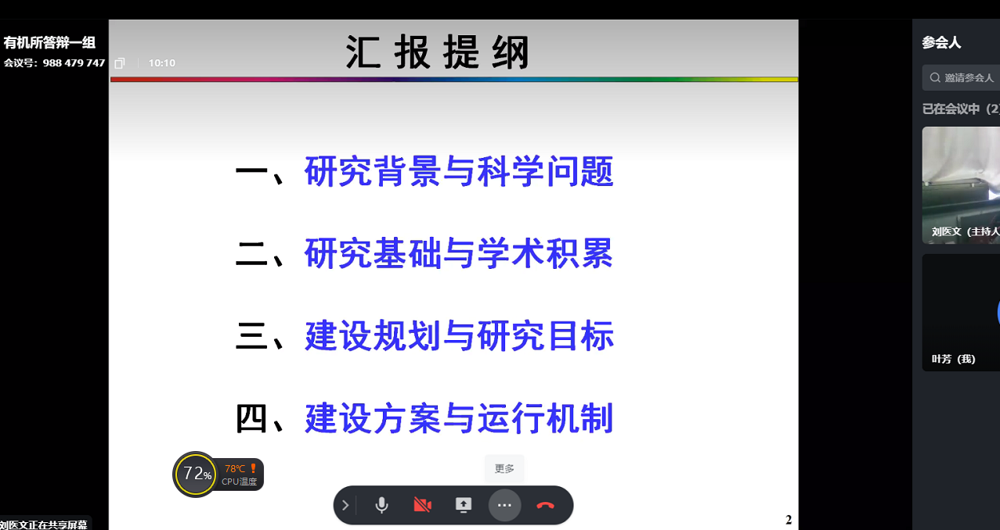 有机所答辩一组
会议号：988 479 747
10:10
汇报提纲
一、研究背景与科学问题
二、研究基础与学术积累
三、建设规划与研究目标
四、建设方案与运行机制
72%
78℃
CPU温度
更多
2
刘医文正在共享屏幕
参会人
邀请参会人
已在会议中（2
刘医文（主持人
叶芳（我）